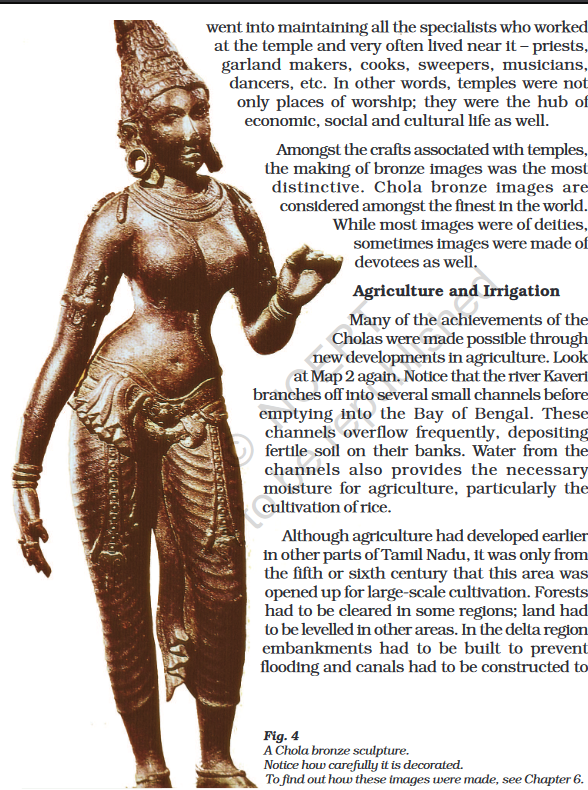 went into maintaining all the specialists who worked
at the temple and very often lived near it – priests,
garland makers, cooks, sweepers, musicians,
dancers, etc. In other words, temples were not
only places of worship; they were the hub of
economic, social and cultural life as well.
Amongst the crafts associated with temples,
the making of bronze images was the most
distinctive. Chola bronze images are
considered amongst the finest in the world.
While most images were of deities,
sometimes images were made of
devotees as well.
Agriculture and Irrigation
Many of the achievements of the
Cholas were made possible through
new developments in agriculture. Look
at Map 2 again. Notice that the river Kaveri
branches off into several small channels before
emptying into the Bay of Bengal. These
channels overflow frequently, depositing
fertile soil on their banks. Water from the
channels also provides the necessary
moisture for agriculture, particularly the
cultivation of rice.
Although agriculture had developed earlier
in other parts of Tamil Nadu, it was only from
the fifth or sixth century that this area was
opened up for large-scale cultivation. Forests
had to be cleared in some regions; land had
to be levelled in other areas. In the delta region
embankments had to be built to prevent
flooding and canals had to be constructed to
© NCERT
to be republished
Fig. 4
A Chola bronze sculpture.
Notice how carefully it is decorated.
To find out how these images were made, see Chapter 6.